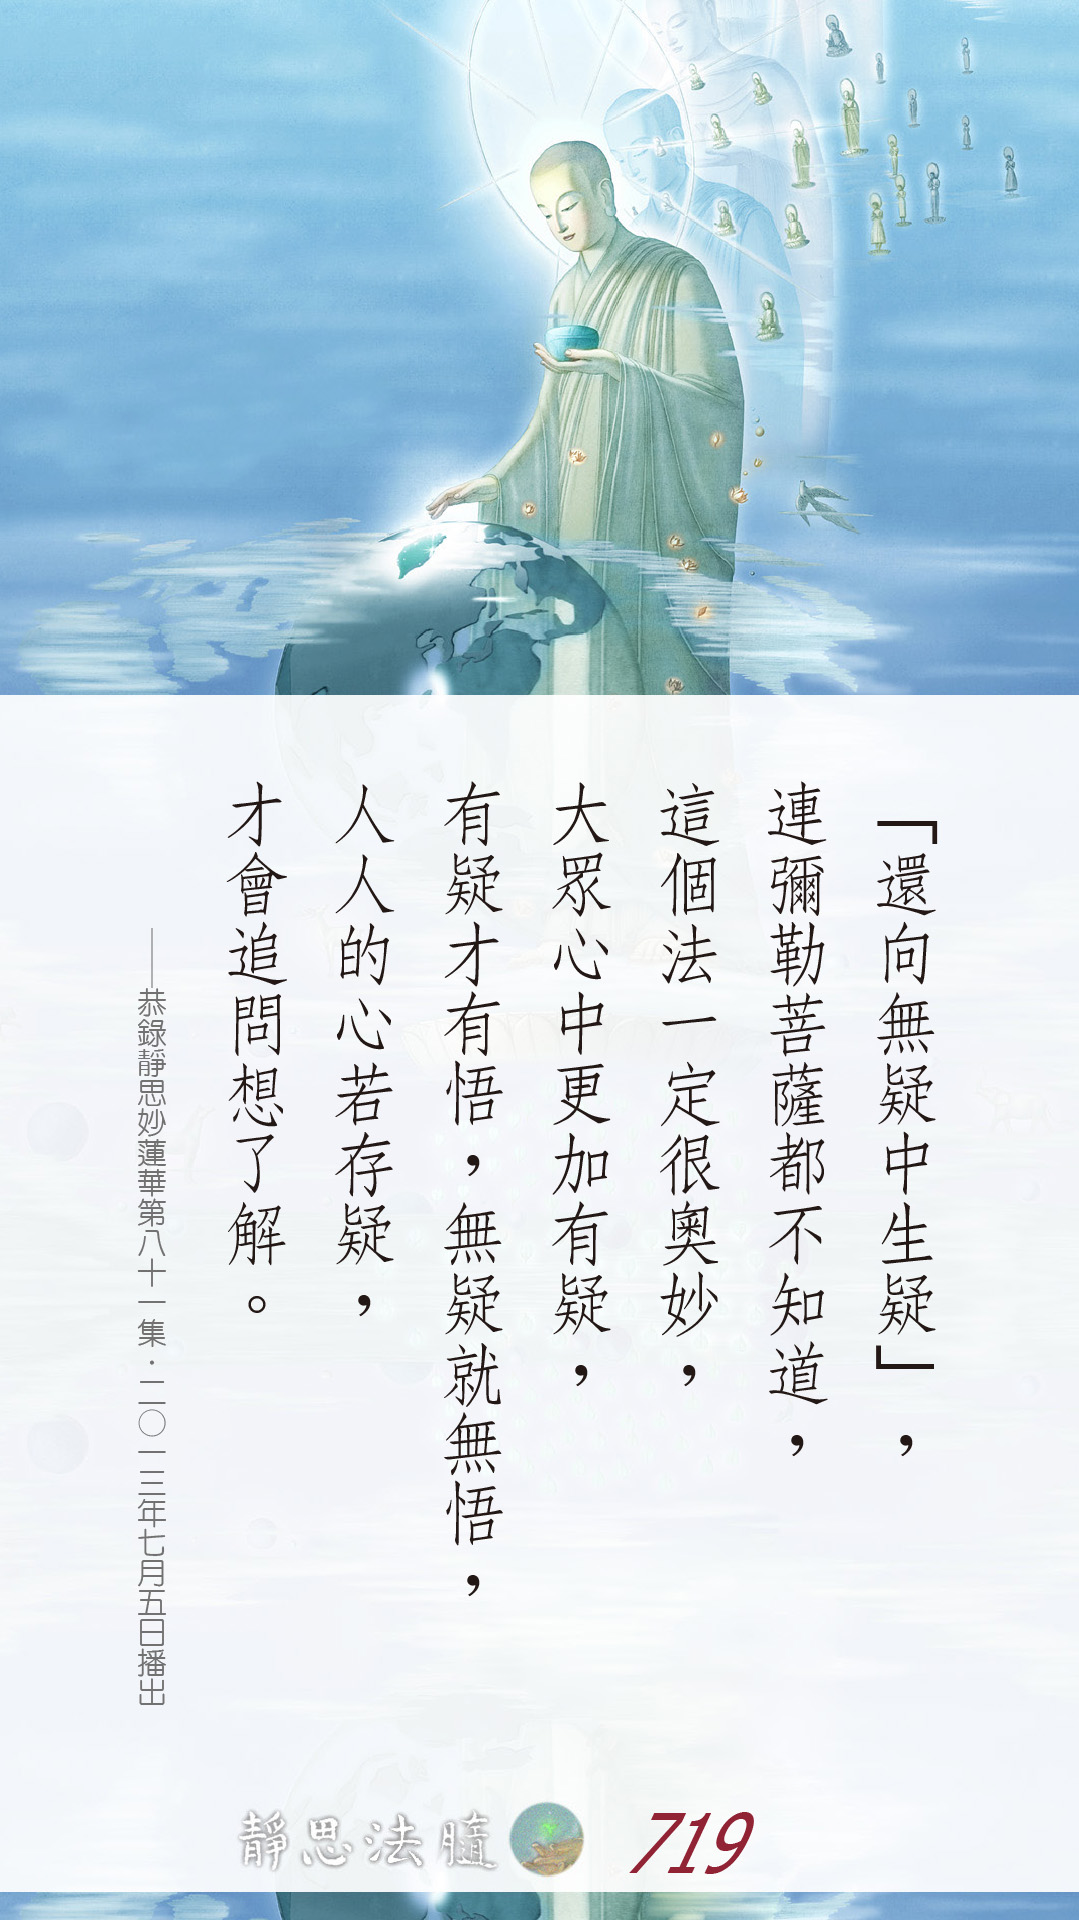 「還向無疑中生疑」，
連彌勒菩薩都不知道，
這個法一定很奧妙，
大眾心中更加有疑，
有疑才有悟，無疑就無悟，
人人的心若存疑，
才會追問想了解。
——恭錄靜思妙蓮華第八十一集．二〇一三年七月五日播出
靜思法髓
719